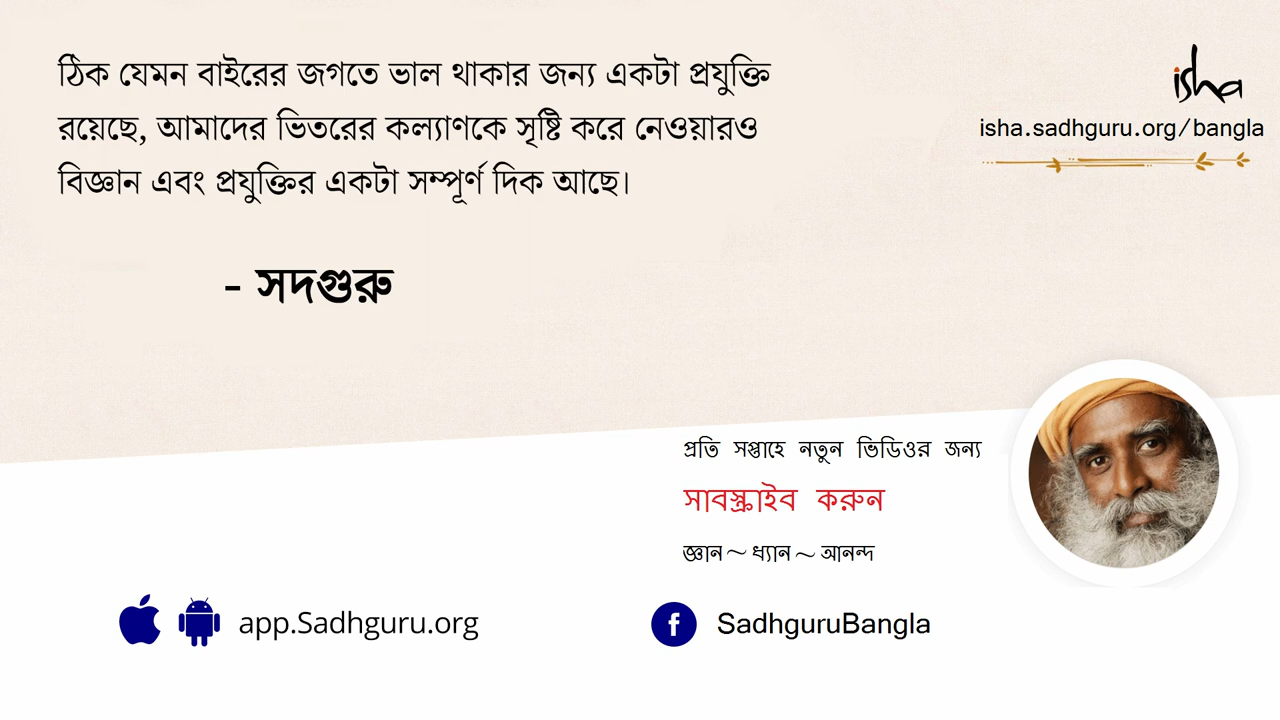 ঠিক যেমন বাইরের জগতে ভাল থাকার জন্য একটা প্রযুক্তি
রয়েছে, আমাদের ভিতরের কল্যাণকে সৃষ্টি করে নেওয়ারও
বিজ্ঞান এবং প্রযুক্তির একটা সম্পূর্ণ দিক আছে।
- সদগুরু
isha
isha.sadhguru.org/bangla
প্রতি সপ্তাহে নতুন ভিডিওর জন্য
সাবস্ক্রাইব করুন
জ্ঞান ~ ধ্যান ~ আনন্দ
app.Sadhguru.org
f SadhguruBangla